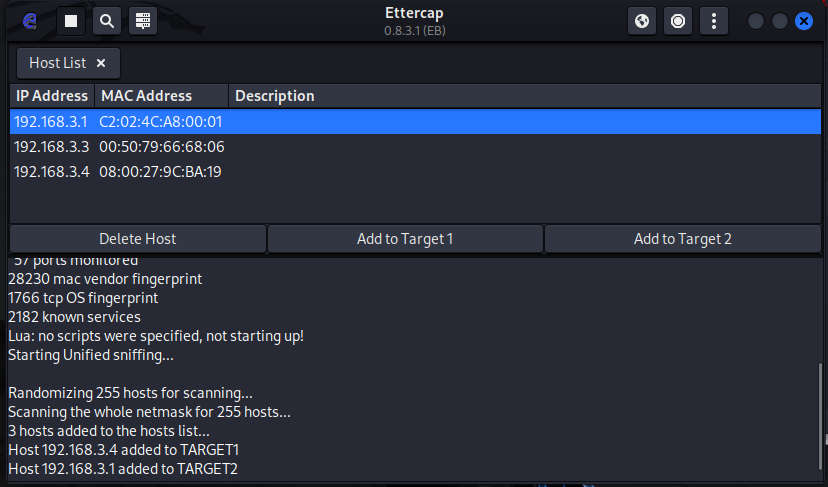 Ettercap
0.8.3.1 (EB)
Host List ×
IP Address MAC Address Description
192.168.3.1 C2:02:4C:A8:00:01
192.168.3.3 00:50:79:66:68:06
192.168.3.4 08:00:27:9C:BA:19
Delete Host Add to Target 1 Add to Target 2
57 ports monitored
28230 mac vendor fingerprint
1766 tcp OS fingerprint
2182 known services
Lua: no scripts were specified, not starting up!
Starting Unified sniffing...
Randomizing 255 hosts for scanning...
Scanning the whole netmask for 255 hosts...
3 hosts added to the hosts list...
Host 192.168.3.4 added to TARGET1
Host 192.168.3.1 added to TARGET2